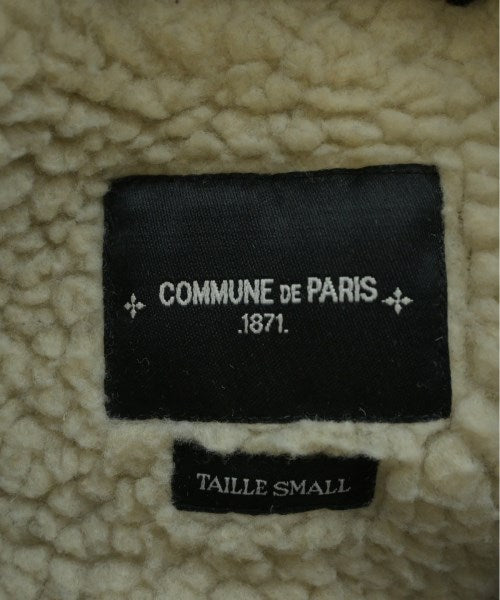 COMMUNE DE PARIS
.1871.
TAILLE SMALL